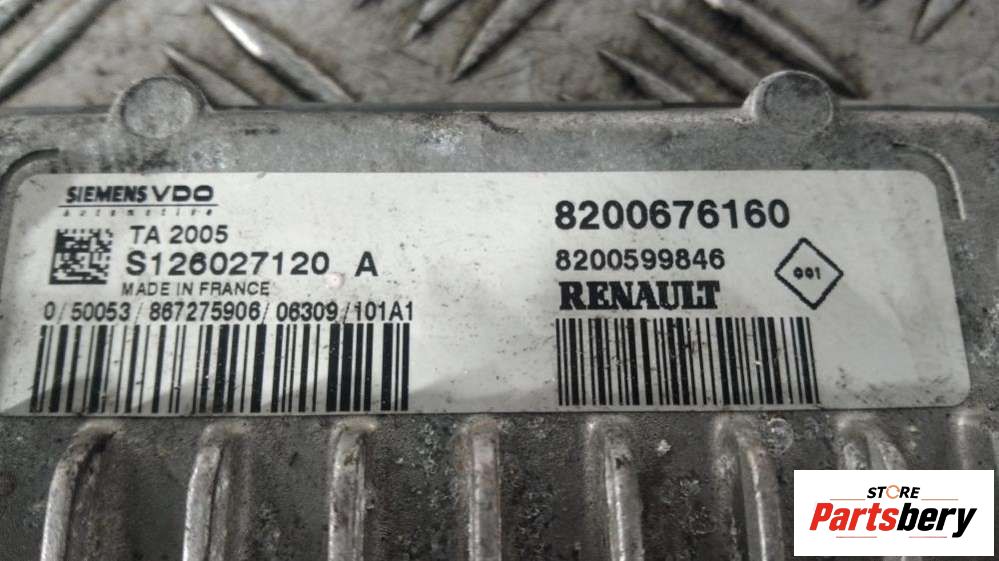 SIEMENS VDO
Automotive
TA 2005
S126027120 A
MADE IN FRANCE
0/50053/867275906/06309/101A1
8200676160
8200599846
001
RENAULT
STORE
Partsbery